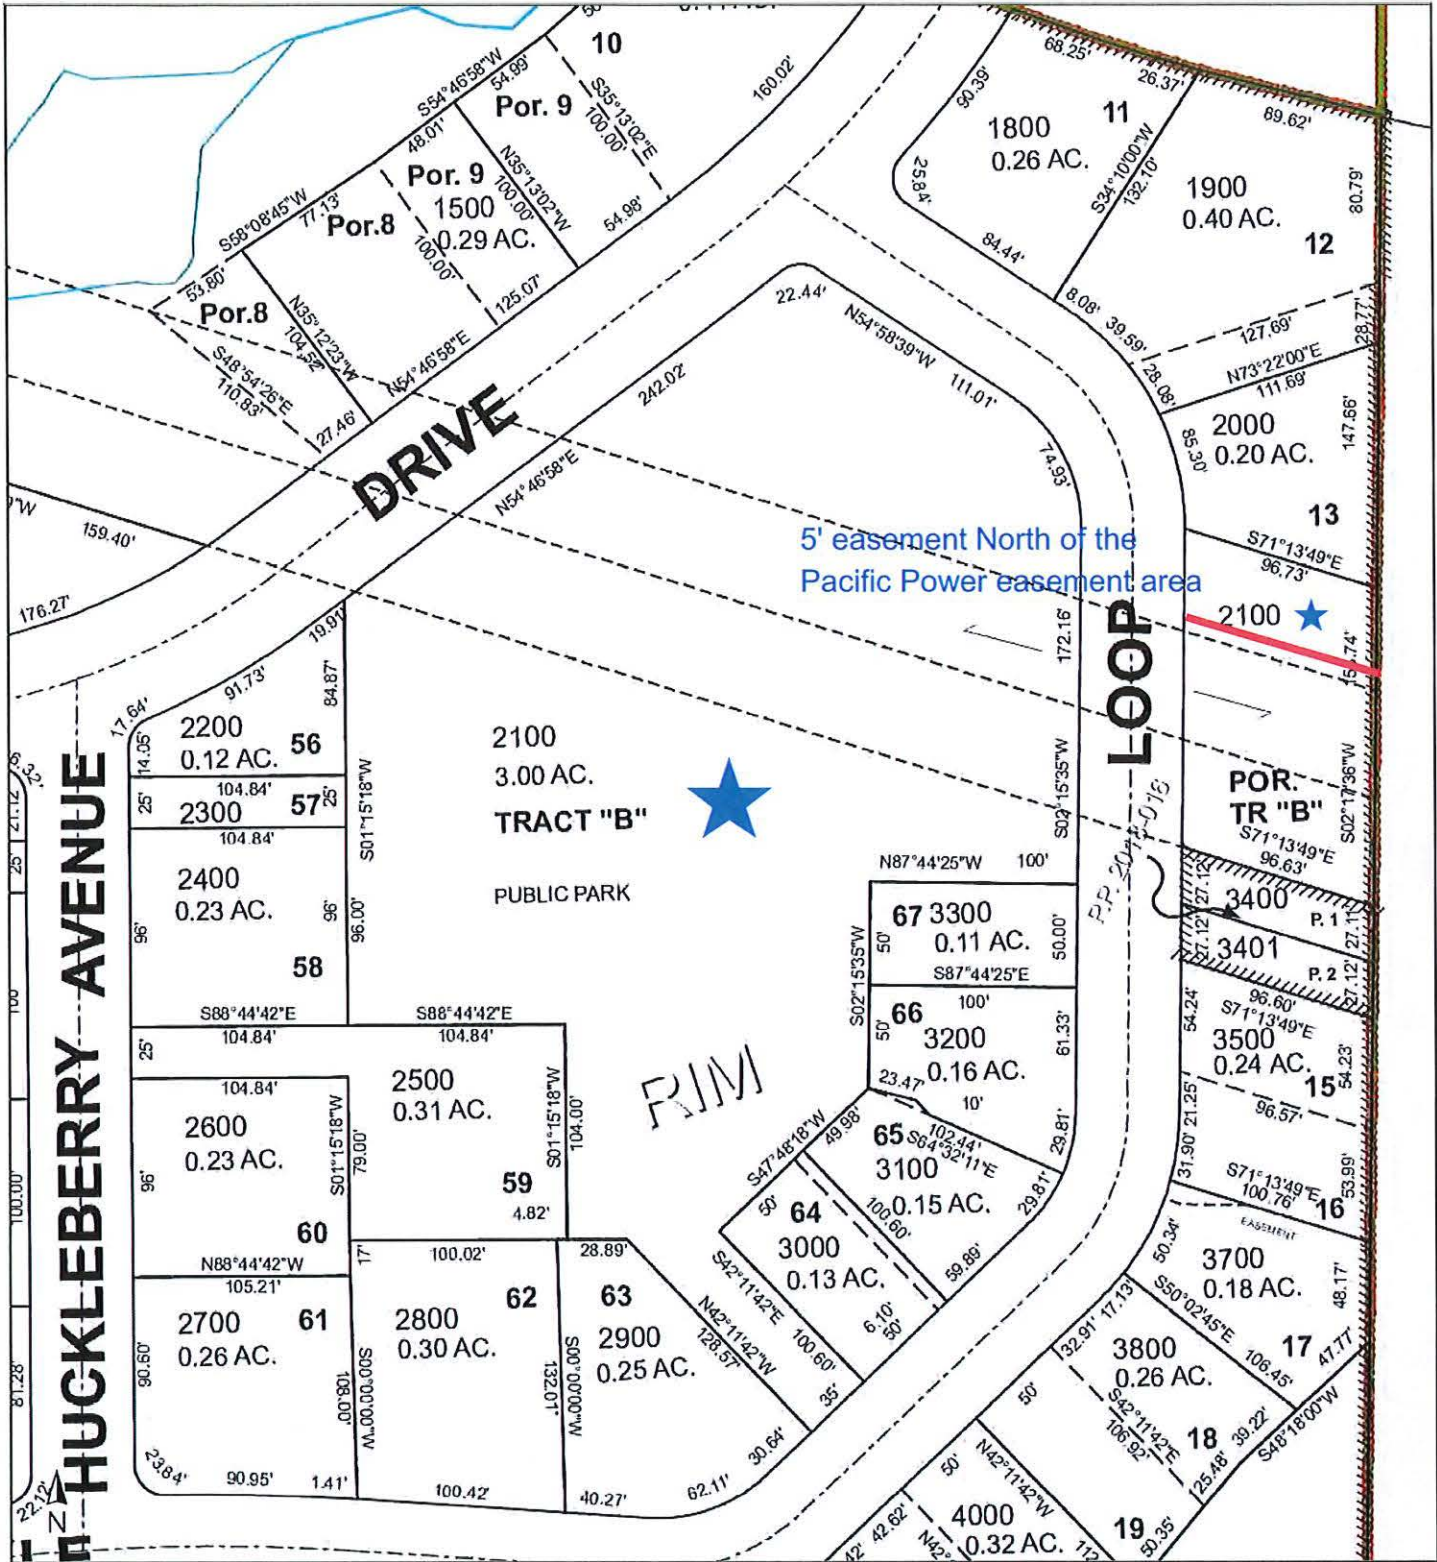 10
S54°46'58"W
54.99'
Por. 9
S35°13'02"E
100.00'
160.02'
48.01'
N35°13'02"W
100.00'
54.98'
Por. 9
1500
0.29 AC.
100.00'
125.07'
S58°08'45"W
77.13'
Por.8
53.80'
Por.8
N35°12'23"W
104.52'
S48°54'26"E
110.83'
N54°46'58"E
27.46'
DRIVE
242.02'
N54°46'58"E
68.25'
26.37'
89.62'
90.39'
11
1800
0.26 AC.
25.84'
S34°10'00"W
132.10'
84.44'
1900
0.40 AC.
12
80.79'
8.08'
39.59'
127.69'
28.77'
N73°22'00"E
111.69'
28.08'
22.44'
N54°58'39"W
111.01'
74.93'
2000
0.20 AC.
85.30'
147.66'
13
S71°13'49"E
96.73'
5' easement North of the
Pacific Power easement area
2100
172.16'
LOOP
"W
159.40'
176.27'
19.91'
91.73'
84.87'
17.64'
14.05'
2200
0.12 AC.
56
104.84'
25'
2300
57
25'
104.84'
S01°15'18"W
2400
0.23 AC.
96'
96'
96.00'
58
2100
3.00 AC.
TRACT "B"
PUBLIC PARK
S02°15'35"W
POR.
TR "B"
S02°17'36"W
S71°13'49"E
96.63'
P.P. 20
-018
27.12'
3400
P. 1
27.11'
27.12'
3401
P. 2
27.12'
N87°44'25"W
100'
67
3300
0.11 AC.
50'
50.00'
S02°15'35"W
S87°44'25"E
100'
66
3200
0.16 AC.
50'
61.33'
23.47'
10'
54.24'
96.60'
S71°13'49"E
3500
0.24 AC.
15
54.23'
96.57'
21.25'
31.90'
S71°13'49"E
100.76'
16
53.99'
EASEMENT
6.32'
21.12'
25'
100'
100.00'
81.28'
22.12'
N
HUCKLEBERRY AVENUE
S88°44'42"E
104.84'
S88°44'42"E
104.84'
25'
104.84'
2500
0.31 AC.
S01°15'18"W
104.00'
59
4.82'
RIM
2600
0.23 AC.
96'
S01°15'18"W
79.00'
60
N88°44'42"W
105.21'
17'
100.02'
28.89'
2700
0.26 AC.
61
90.60'
108.00'
S00°00'00"W
23.84'
90.95'
1.41'
2800
0.30 AC.
62
132.01'
S00°00'00"W
100.42'
63
2900
0.25 AC.
40.27'
N42°11'42"W
128.57'
62.11'
30.64'
S47°48'18"W
49.98'
65
102.44'
S64°32'11"E
3100
0.15 AC.
29.81'
29.81'
50'
64
3000
0.13 AC.
100.60'
59.89'
S42°11'42"E
100.60'
6.10'
50'
35'
50.34'
3700
0.18 AC.
48.17'
17.13'
S50°02'45"E
106.45'
17
47.77'
32.91'
3800
0.26 AC.
50'
S42°11'42"E
106.92'
18
39.22'
S48°18'00"W
25.48'
50'
N42°11'42"W
19
50.35'
4000
0.32 AC.
42.62'
42'
112